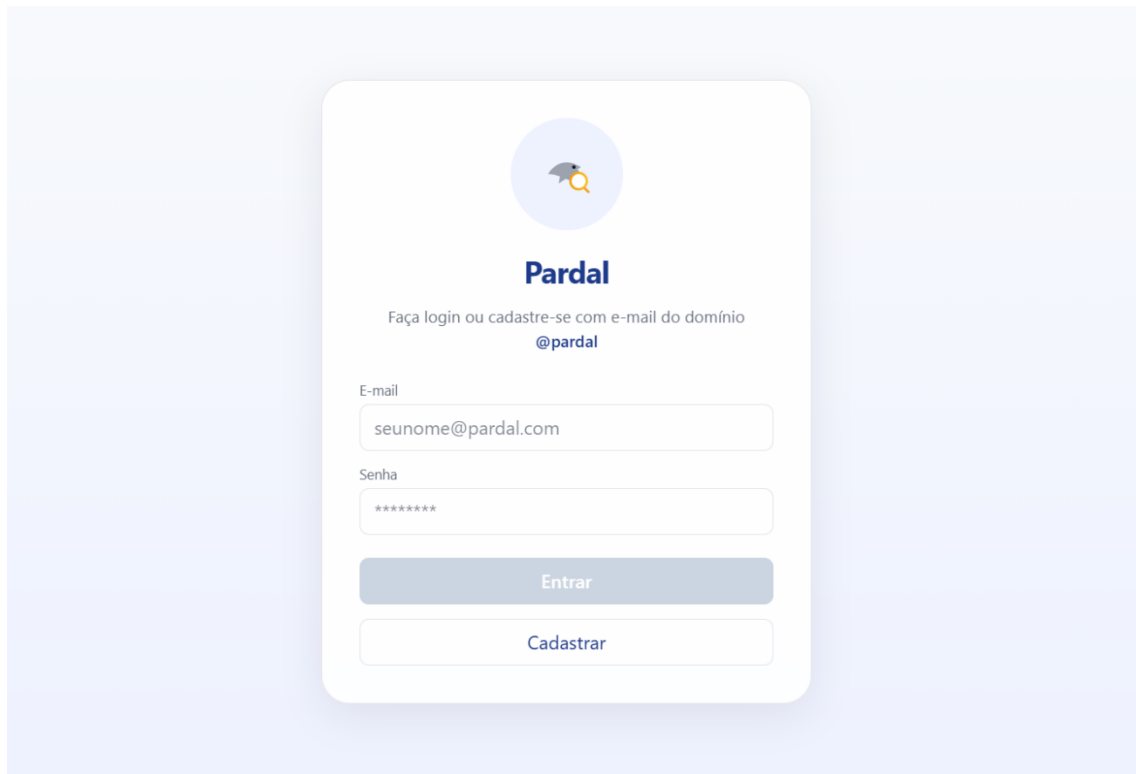 Pardal
Faça login ou cadastre-se com e-mail do domínio
@pardal
E-mail
seunome@pardal.com
Senha
********
Entrar
Cadastrar